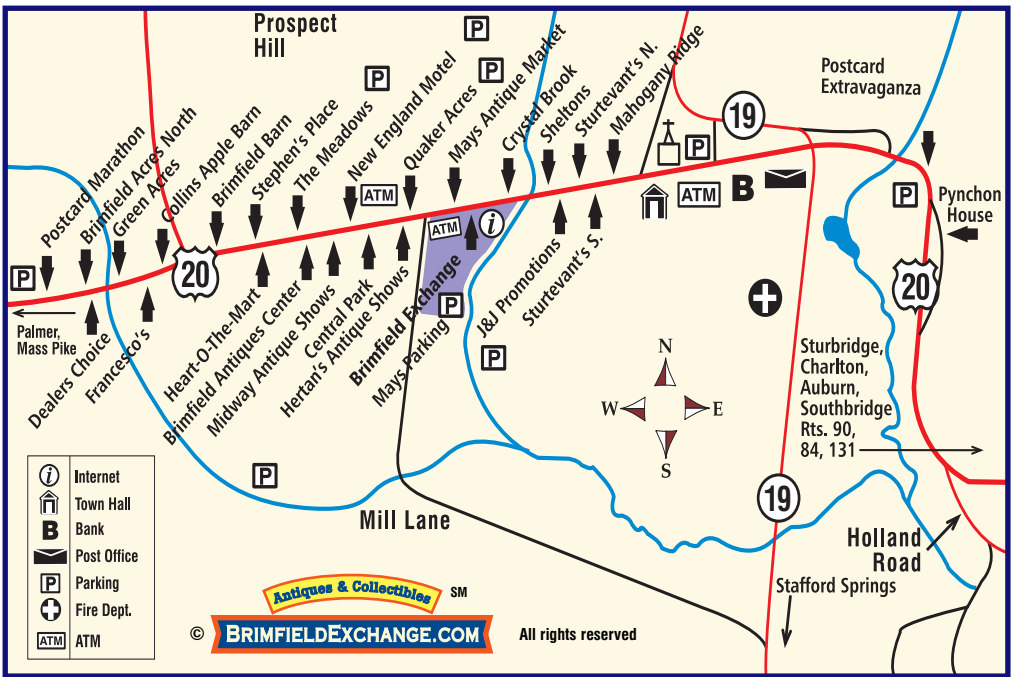 Prospect
Hill
P
P
P
Postcard Marathon
Brimfield Acres North
Green Acres
Collins Apple Barn
Brimfield Barn
Stephen's Place
The Meadows
New England Motel
Quaker Acres
Mays Antique Market
Crystal Brook
Sheltons
Sturtevant's N.
Mahogany Ridge
19
Postcard
Extravaganza
P
ATM
ATM
i
ATM
B
P
Pynchon
House
P
20
20
Palmer,
Mass Pike
Dealers Choice
Francesco's
Heart-O-The-Mart
Brimfield Antiques Center
Midway Antique Shows
Central Park
Hertan's Antique Shows
Brimfield Exchange
Mays Parking
P
J&J Promotions
Sturtevant's S.
P
N
W
E
S
Sturbridge,
Charlton,
Auburn,
Southbridge
Rts. 90,
84, 131
P
Mill Lane
19
Holland
Road
Stafford Springs
i Internet
Town Hall
B Bank
Post Office
P Parking
Fire Dept.
ATM ATM
Antiques & Collectibles SM
© BRIMFIELDEXCHANGE.COM All rights reserved